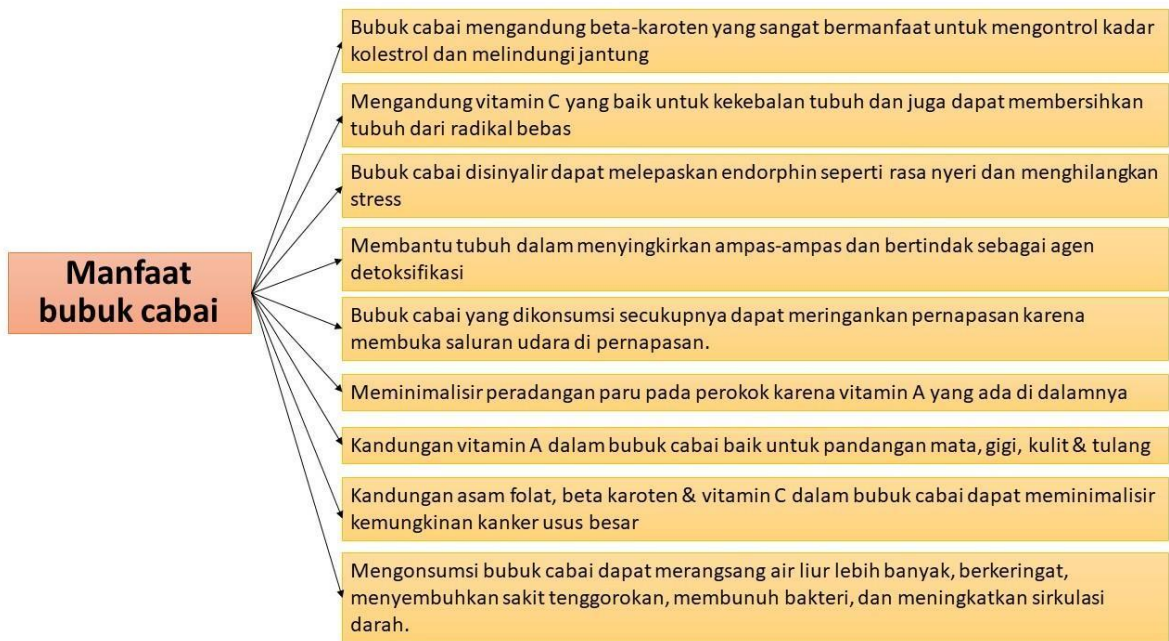 Manfaat
bubuk cabai
Bubuk cabai mengandung beta-karoten yang sangat bermanfaat untuk mengontrol kadar
kolestrol dan melindungi jantung
Mengandung vitamin C yang baik untuk kekebalan tubuh dan juga dapat membersihkan
tubuh dari radikal bebas
Bubuk cabai disinyalir dapat melepaskan endorphin seperti rasa nyeri dan menghilangkan
stress
Membantu tubuh dalam menyingkirkan ampas-ampas dan bertindak sebagai agen
detoksifikasi
Bubuk cabai yang dikonsumsi secukupnya dapat meringankan pernapasan karena
membuka saluran udara di pernapasan.
Meminimalisir peradangan paru pada perokok karena vitamin A yang ada di dalamnya
Kandungan vitamin A dalam bubuk cabai baik untuk pandangan mata, gigi, kulit & tulang
Kandungan asam folat, beta karoten & vitamin C dalam bubuk cabai dapat meminimalisir
kemungkinan kanker usus besar
Mengonsumsi bubuk cabai dapat merangsang air liur lebih banyak, berkeringat,
menyembuhkan sakit tenggorokan, membunuh bakteri, dan meningkatkan sirkulasi
darah.